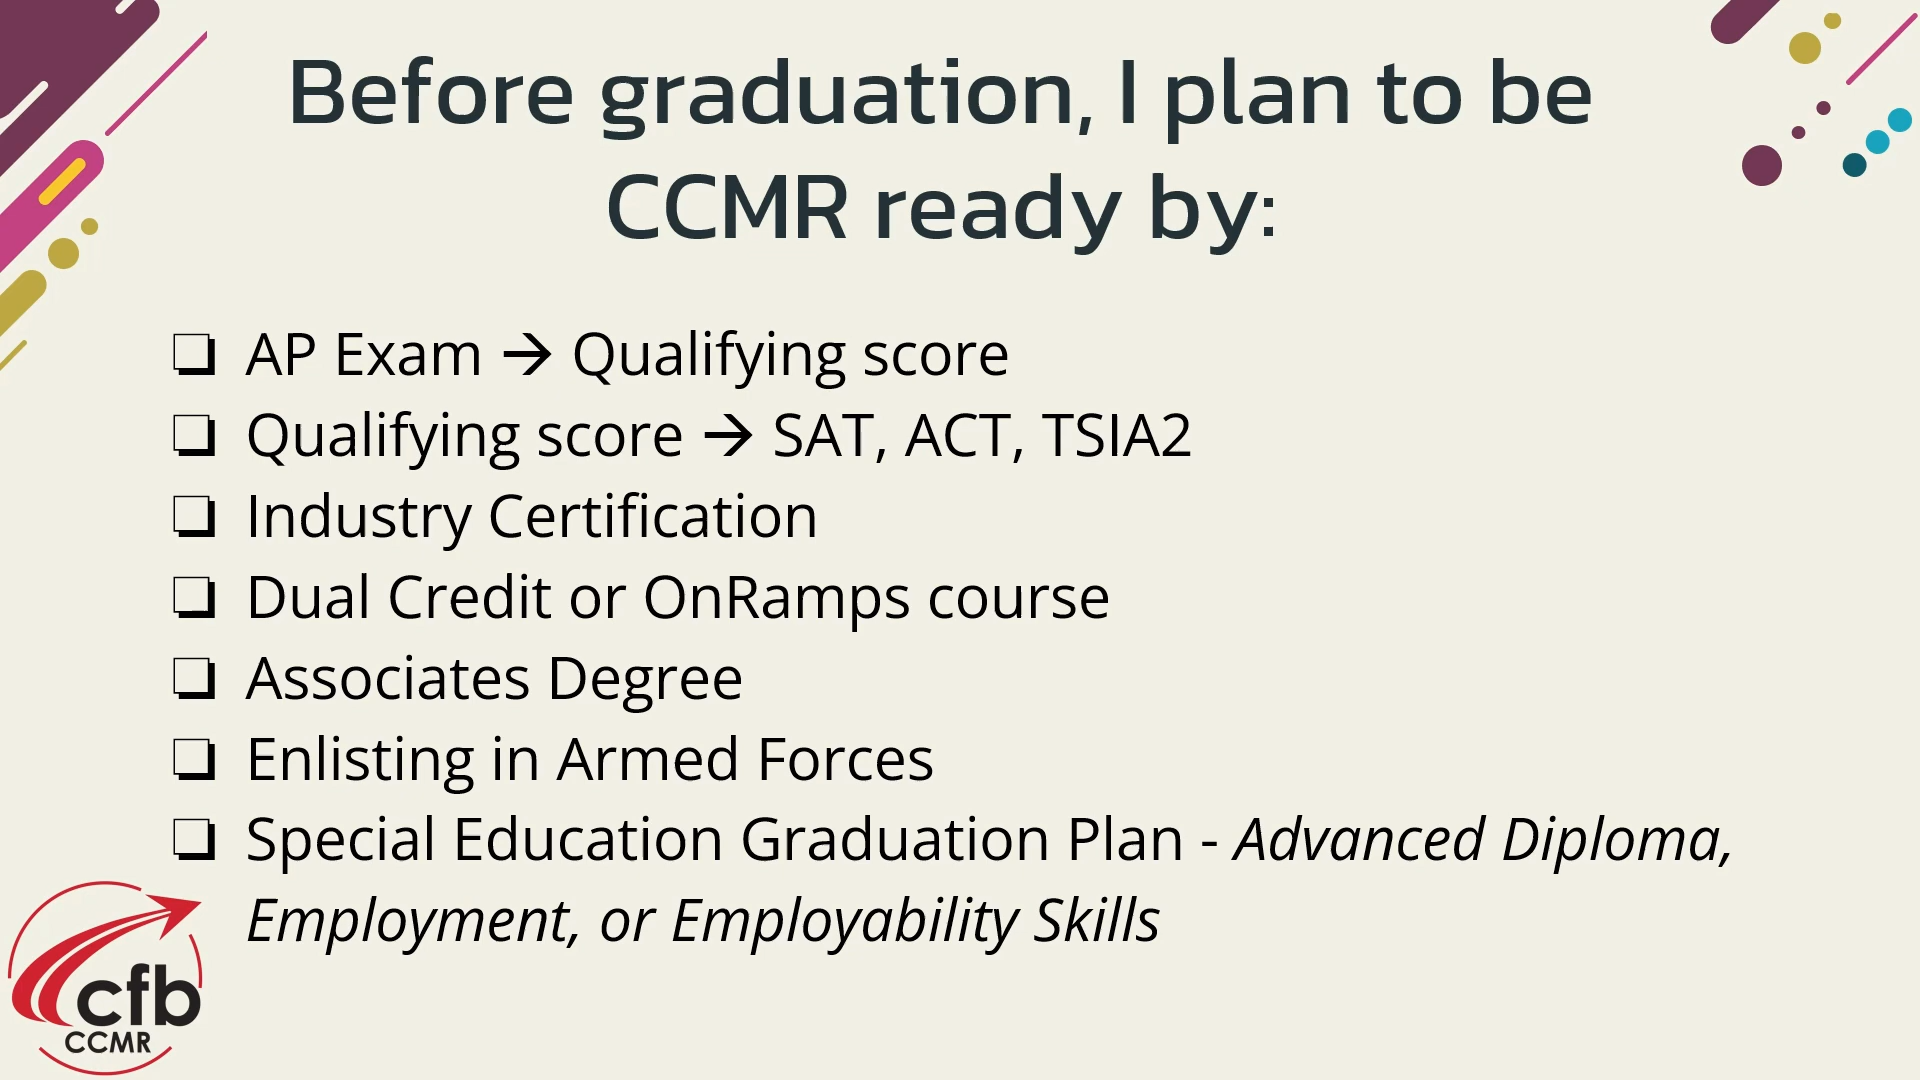 Before graduation, I plan to be
CCMR ready by:
❏ AP Exam → Qualifying score
❏ Qualifying score → SAT, ACT, TSIA2
❏ Industry Certification
❏ Dual Credit or OnRamps course
❏ Associates Degree
❏ Enlisting in Armed Forces
❏ Special Education Graduation Plan - Advanced Diploma,
Employment, or Employability Skills
cfb
CCMR